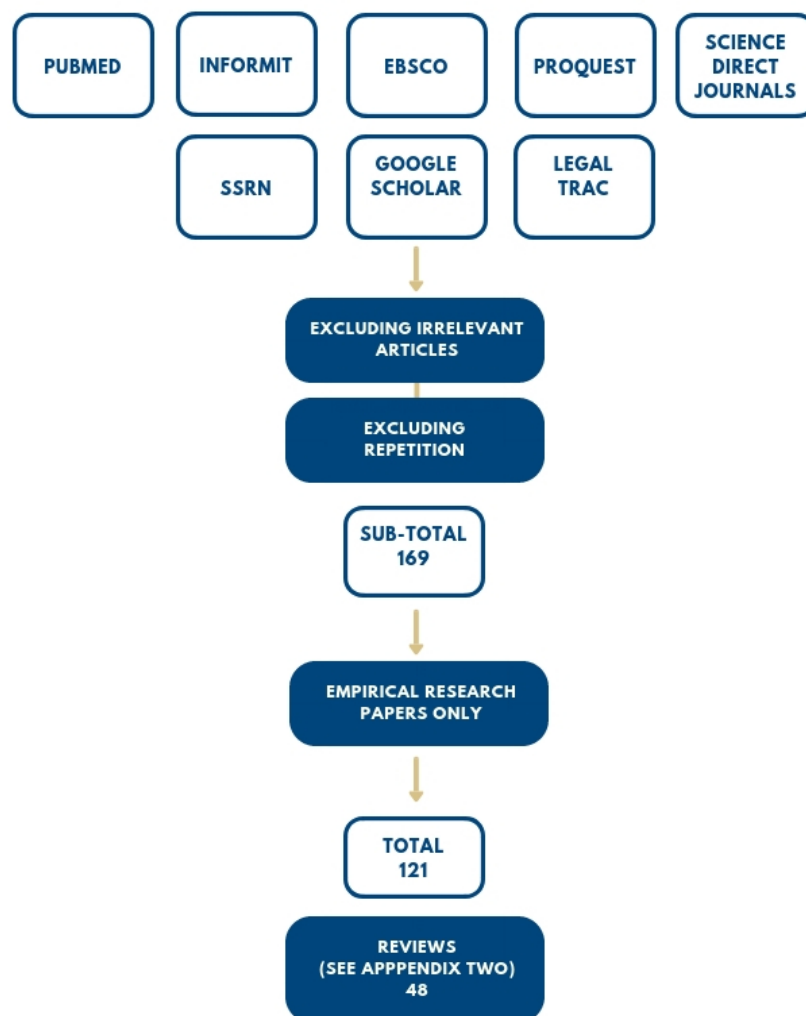 PUBMED
INFORMIT
EBSCO
PROQUEST
SCIENCE
DIRECT
JOURNALS
SSRN
GOOGLE
SCHOLAR
LEGAL
TRAC
EXCLUDING IRRELEVANT
ARTICLES
EXCLUDING
REPETITION
SUB-TOTAL
169
EMPIRICAL RESEARCH
PAPERS ONLY
TOTAL
121
REVIEWS
(SEE APPPENDIX TWO)
48